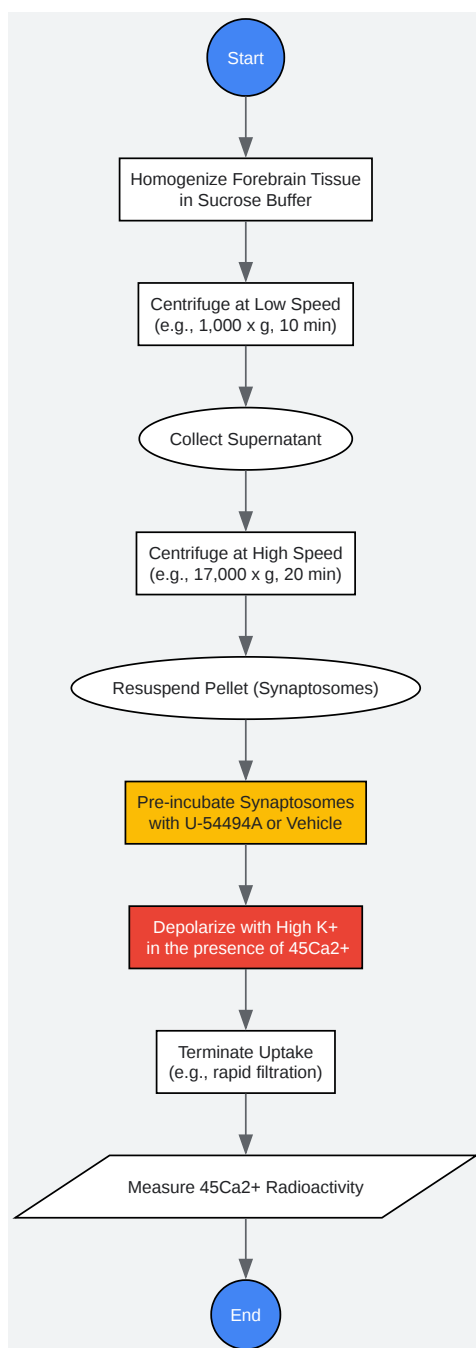 Start
Homogenize Forebrain Tissue
in Sucrose Buffer
Centrifuge at Low Speed
(e.g., 1,000 x g, 10 min)
Collect Supernatant
Centrifuge at High Speed
(e.g., 17,000 x g, 20 min)
Resuspend Pellet (Synaptosomes)
Pre-incubate Synaptosomes
with U-54494A or Vehicle
Depolarize with High K+
in the presence of 45Ca2+
Terminate Uptake
(e.g., rapid filtration)
Measure 45Ca2+ Radioactivity
End